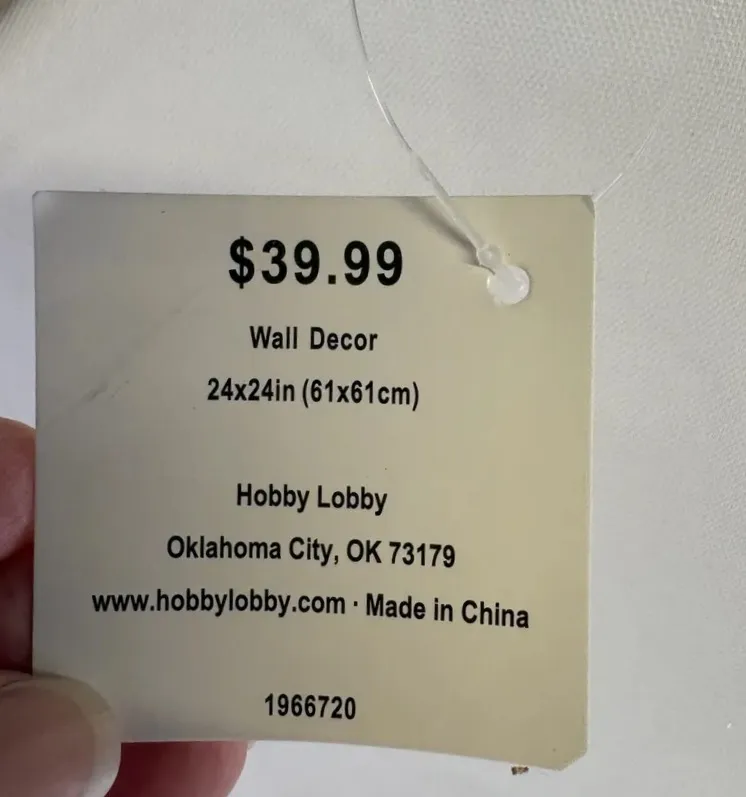 $39.99
Wall Decor
24x24in (61x61cm)
Hobby Lobby
Oklahoma City, OK 73179
www.hobbylobby.com · Made in China
1966720